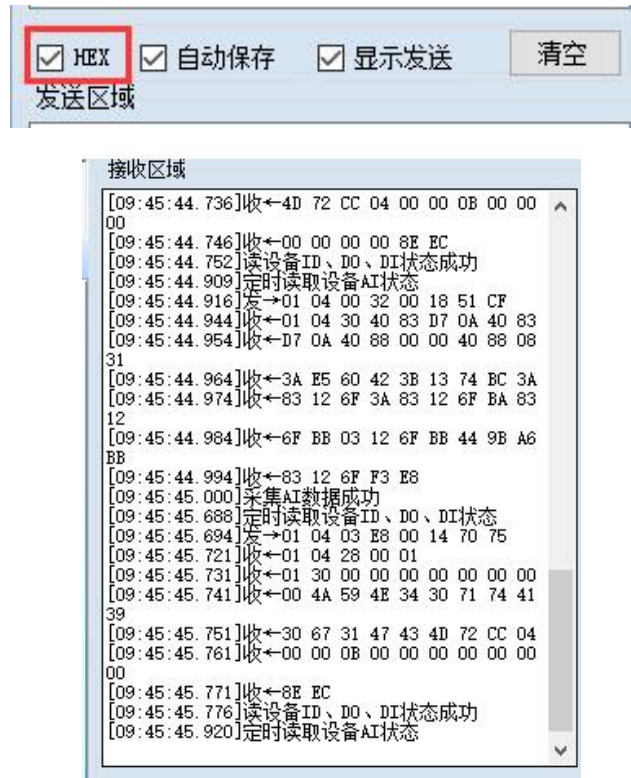 HEX 自动保存 显示发送 清空
发送区域
接收区域
[09:45:44.736]收←4D 72 CC 04 00 00 0B 00 00
00
[09:45:44.746]收←00 00 00 00 8E EC
[09:45:44.752]读设备ID、DO、DI状态成功
[09:45:44.909]定时读取设备AI状态
[09:45:44.916]发→01 04 00 32 00 18 51 CF
[09:45:44.944]收←01 04 30 40 83 D7 0A 40 83
[09:45:44.954]收←D7 0A 40 88 00 00 40 88 08
31
[09:45:44.964]收←3A E5 60 42 3B 13 74 BC 3A
[09:45:44.974]收←83 12 6F 3A 83 12 6F BA 83
12
[09:45:44.984]收←6F BB 03 12 6F BB 44 9B A6
BB
[09:45:44.994]收←83 12 6F F3 E8
[09:45:45.000]采集AI数据成功
[09:45:45.688]定时读取设备ID、DO、DI状态
[09:45:45.694]发→01 04 03 E8 00 14 70 75
[09:45:45.721]收←01 04 28 00 01
[09:45:45.731]收←01 30 00 00 00 00 00 00 00
[09:45:45.741]收←00 4A 59 4E 34 30 71 74 41
39
[09:45:45.751]收←30 67 31 47 43 4D 72 CC 04
[09:45:45.761]收←00 00 0B 00 00 00 00 00 00
00
[09:45:45.771]收←8E EC
[09:45:45.776]读设备ID、DO、DI状态成功
[09:45:45.920]定时读取设备AI状态